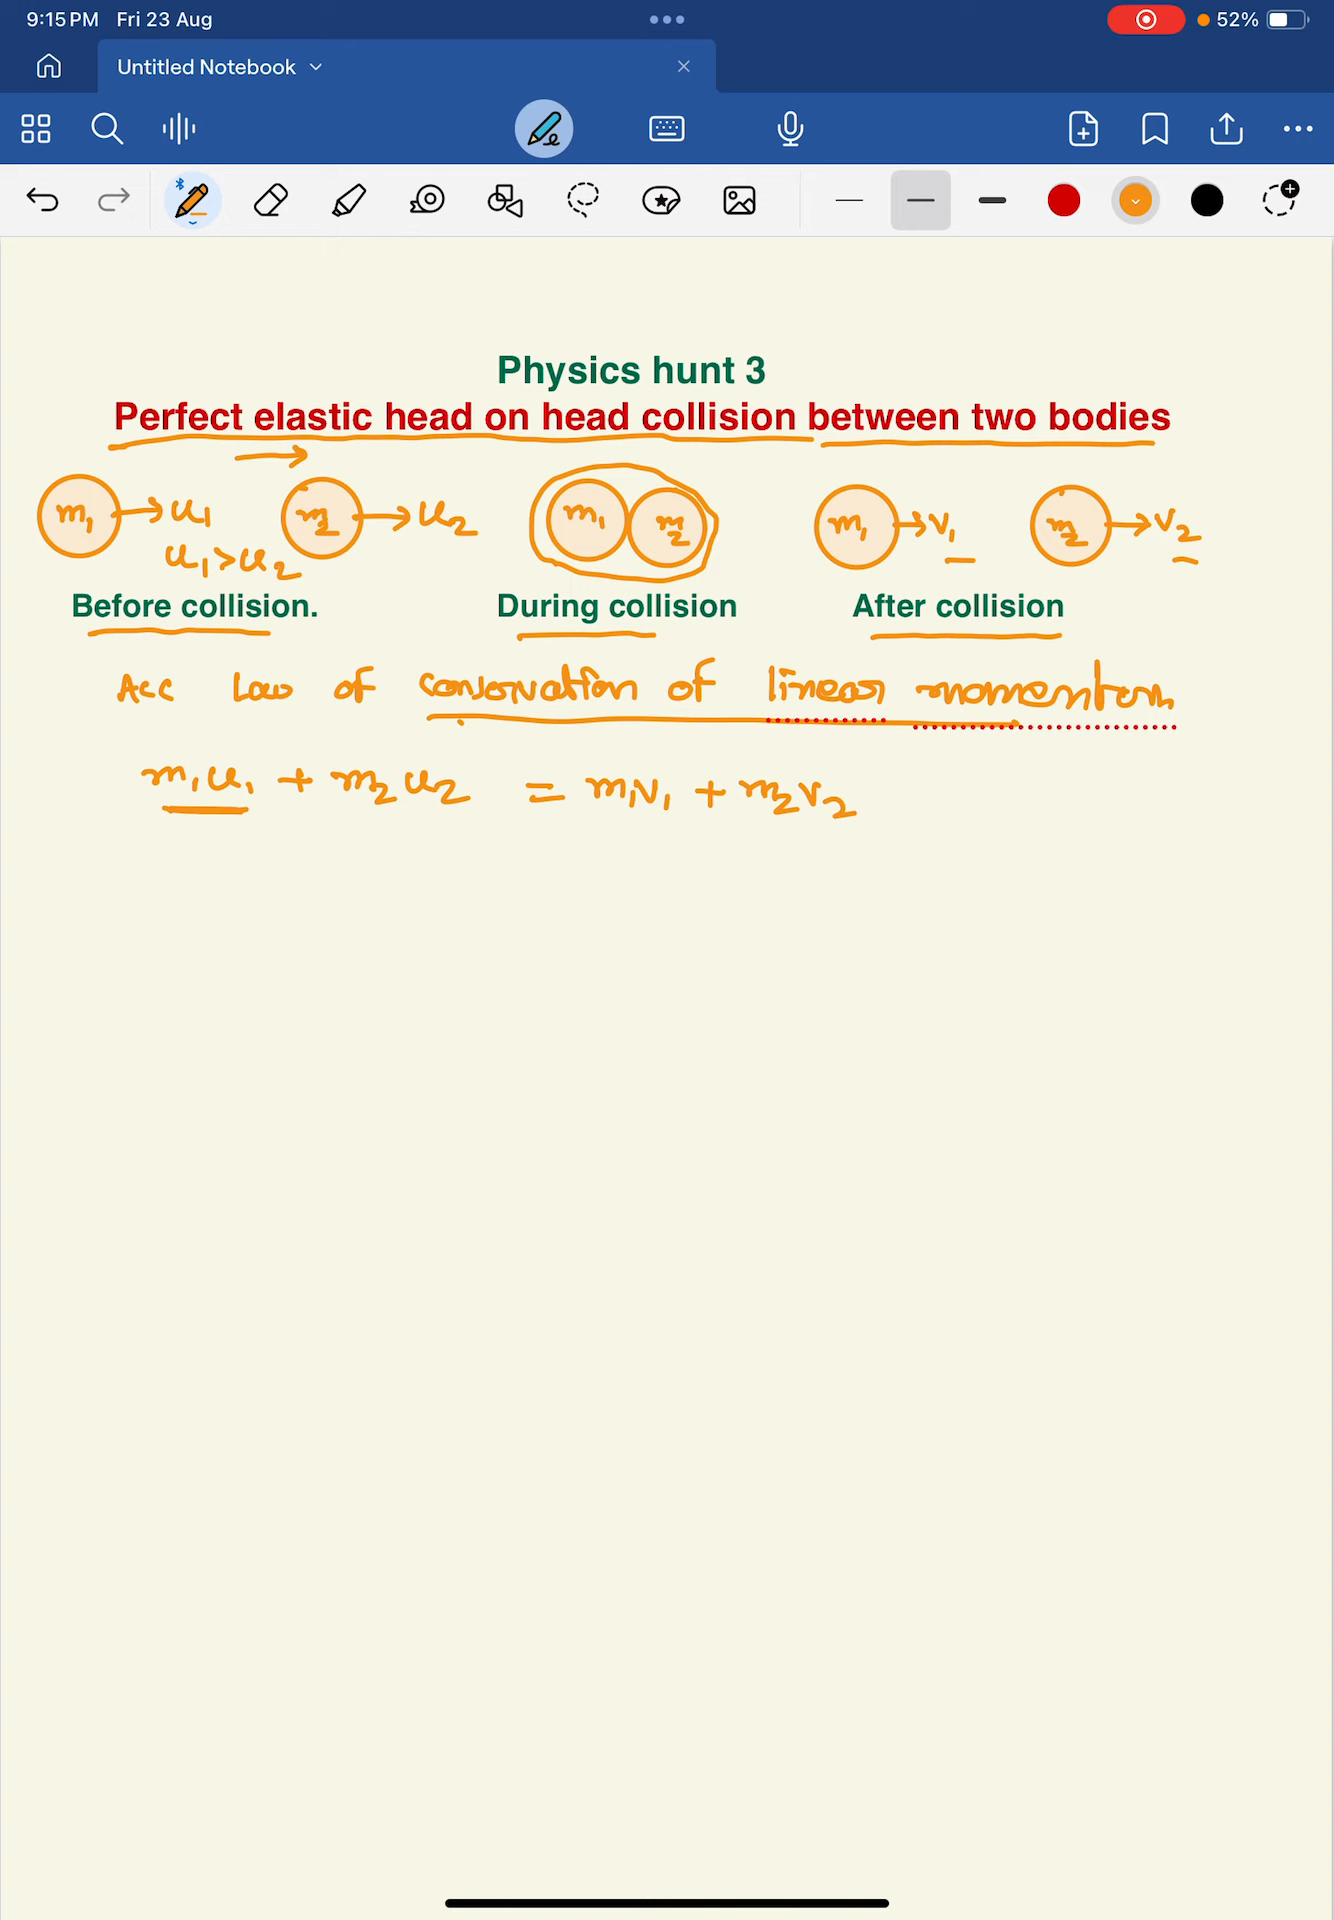 9:15 PM Fri 23 Aug
52%
Untitled Notebook
Physics hunt 3
Perfect elastic head on head collision between two bodies
m₁ → u₁ m₂ → u₂ m₁ m₂ m₁ → v₁ m₂ → v₂
u₁ > u₂
Before collision. During collision After collision
Acc Law of conservation of linear momentum
m₁u₁ + m₂u₂ = m₁v₁ + m₂v₂